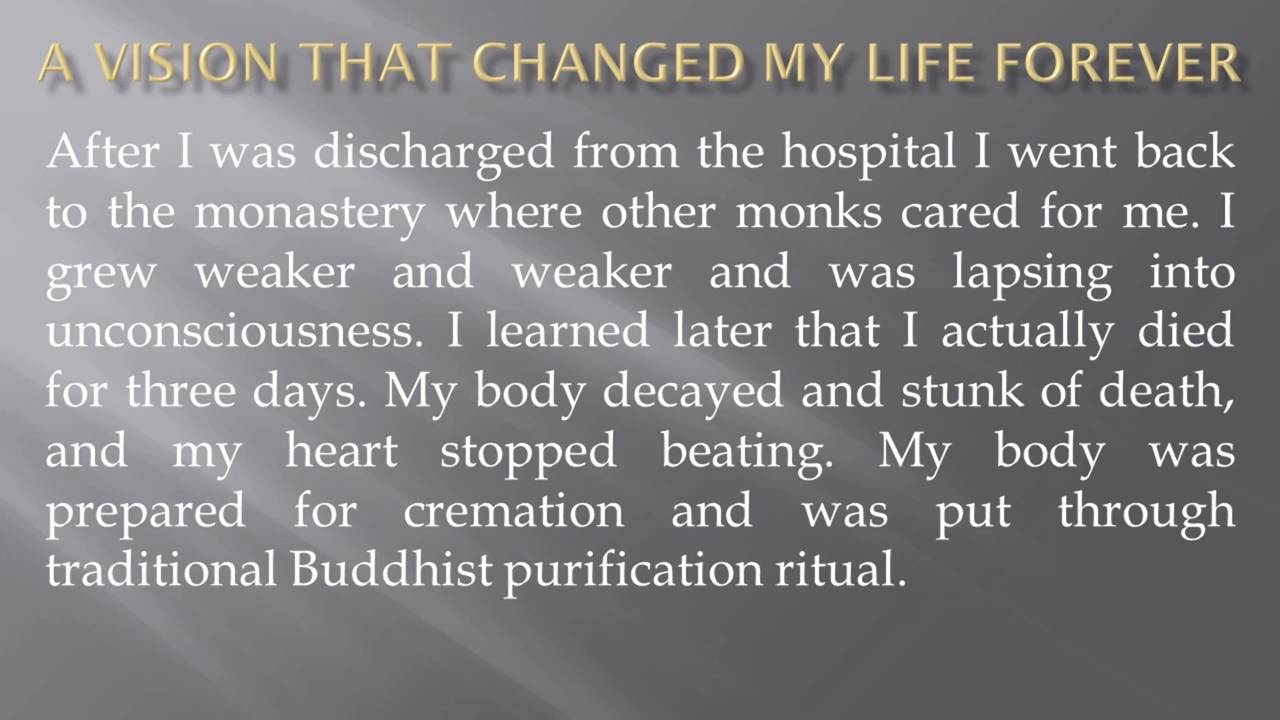 A VISION THAT CHANGED MY LIFE FOREVER
After I was discharged from the hospital I went back
to the monastery where other monks cared for me. I
grew weaker and weaker and was lapsing into
unconsciousness. I learned later that I actually died
for three days. My body decayed and stunk of death,
and my heart stopped beating. My body was
prepared for cremation and was put through
traditional Buddhist purification ritual.